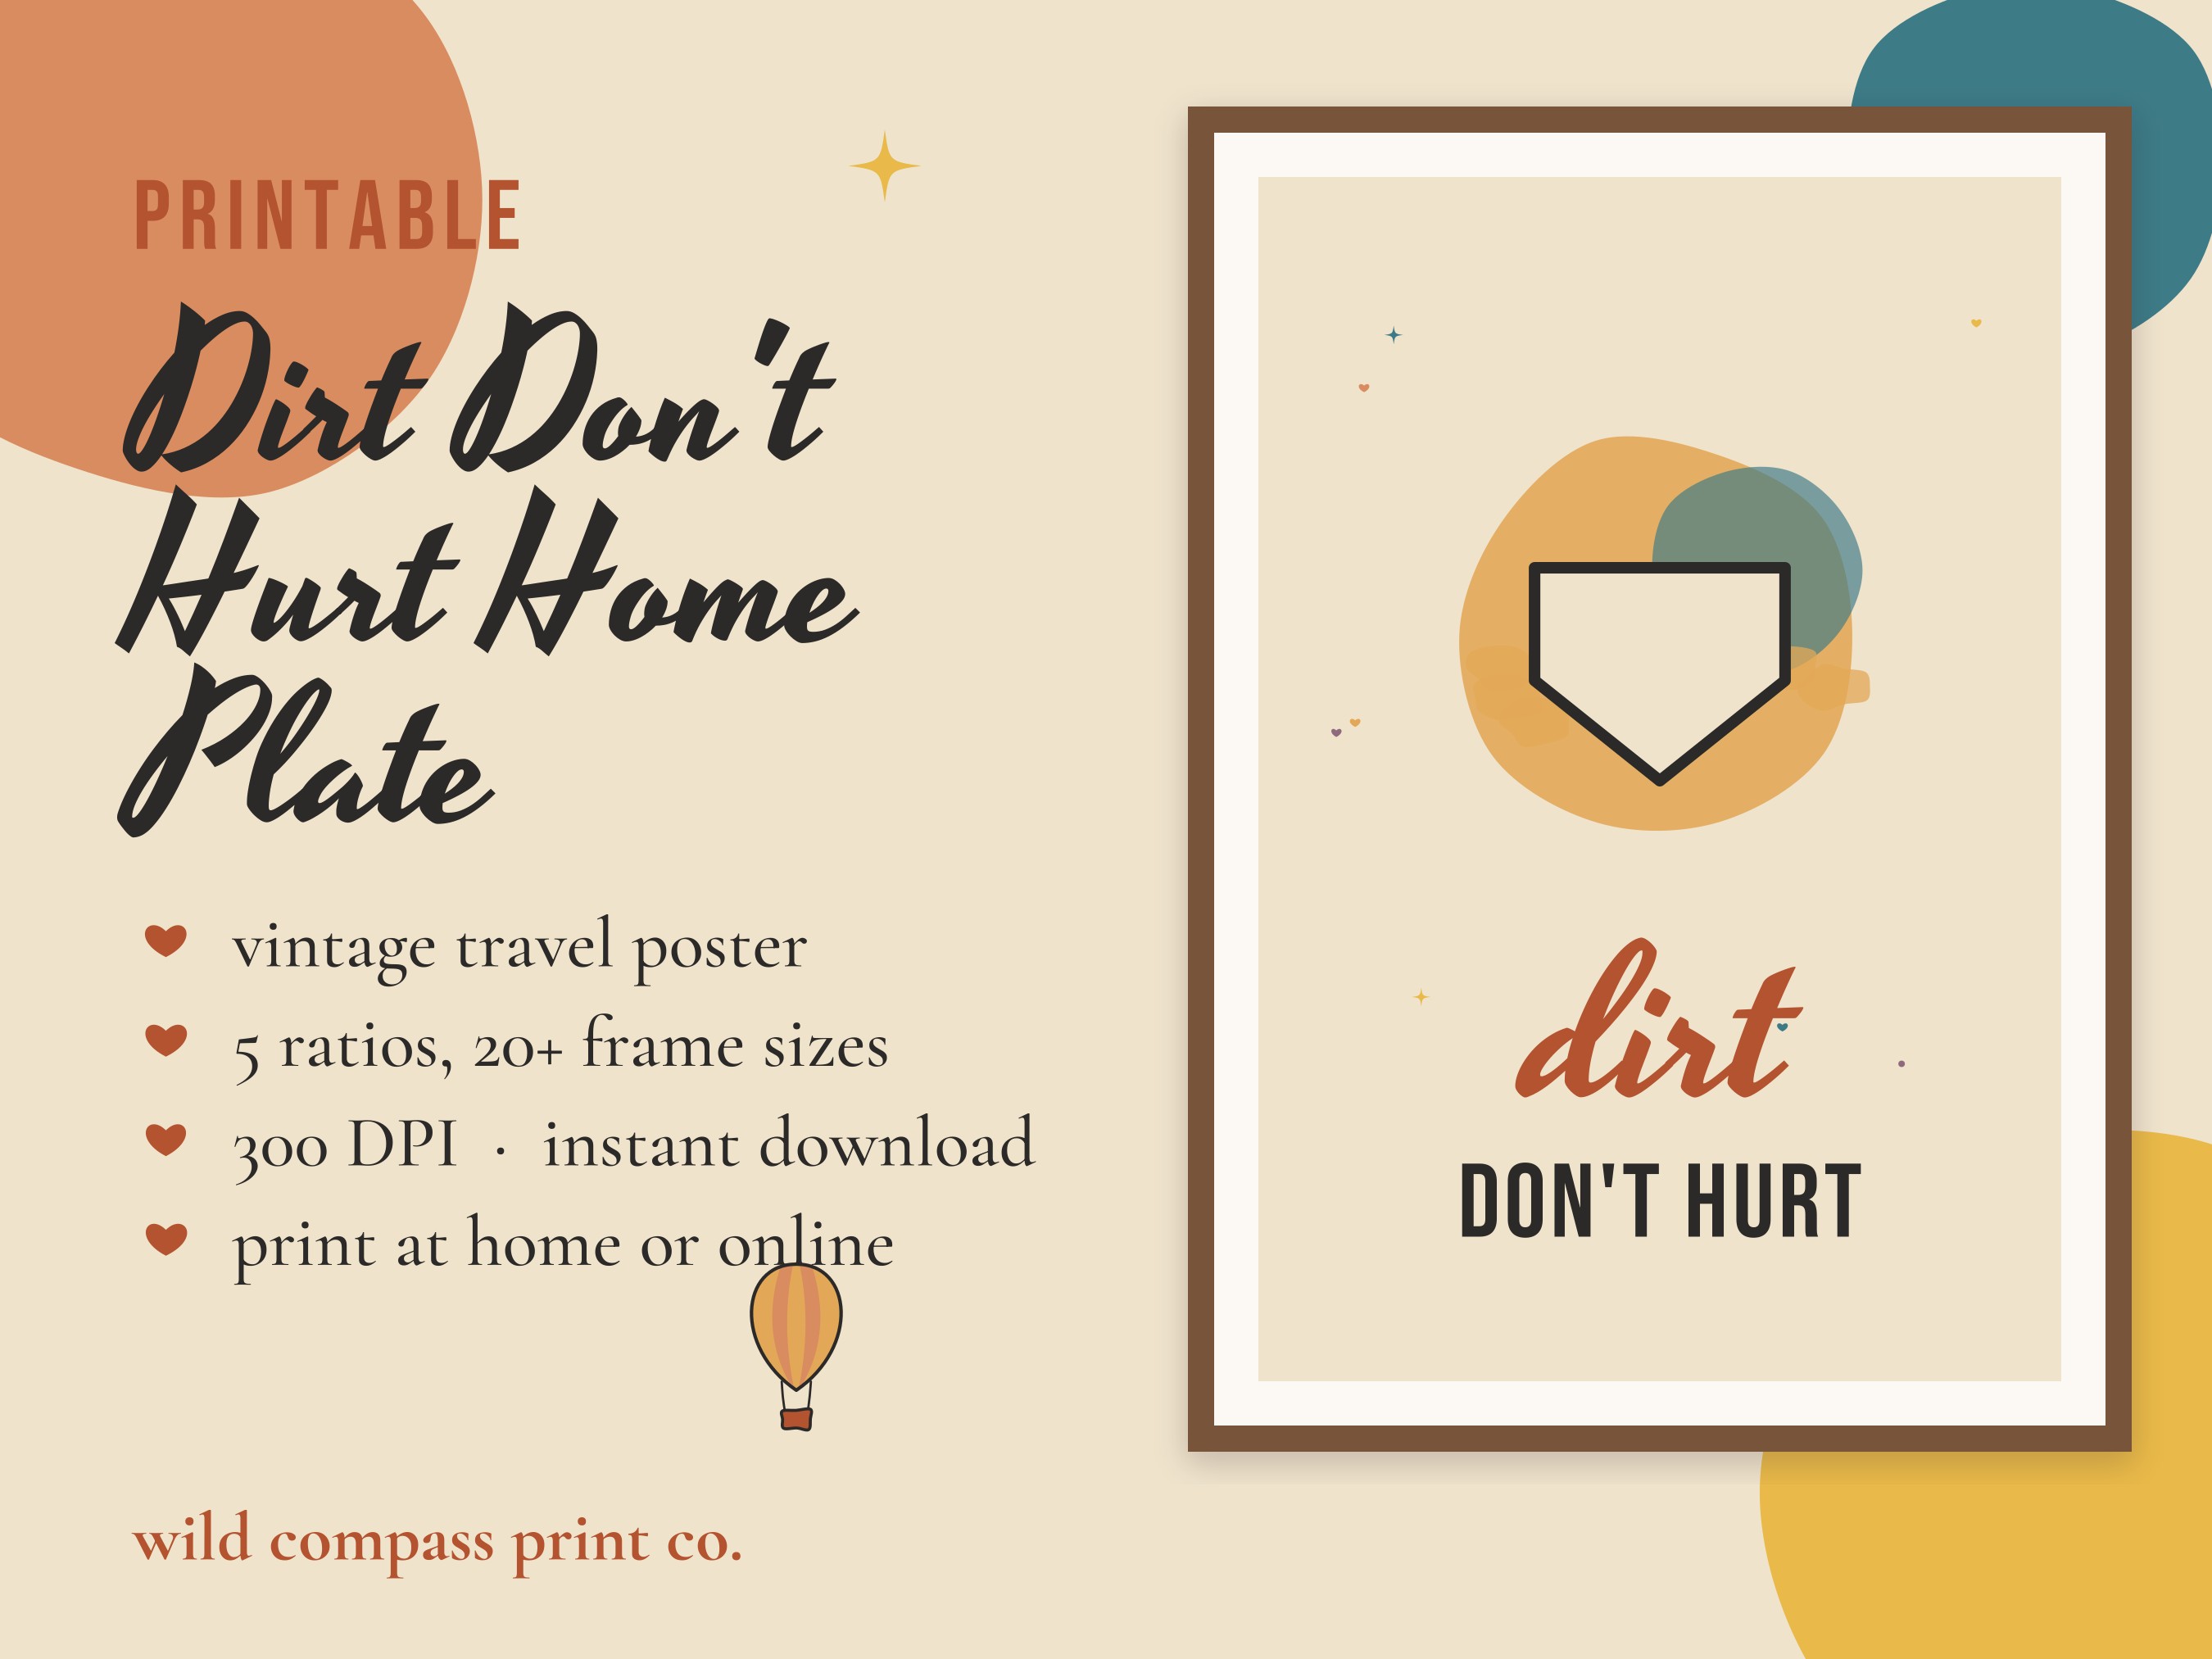 PRINTABLE
Dirt Don't
Hurt Home
Plate
vintage travel poster
5 ratios, 20+ frame sizes
300 DPI · instant download
print at home or online
wild compass print co.
dirt
DON'T HURT